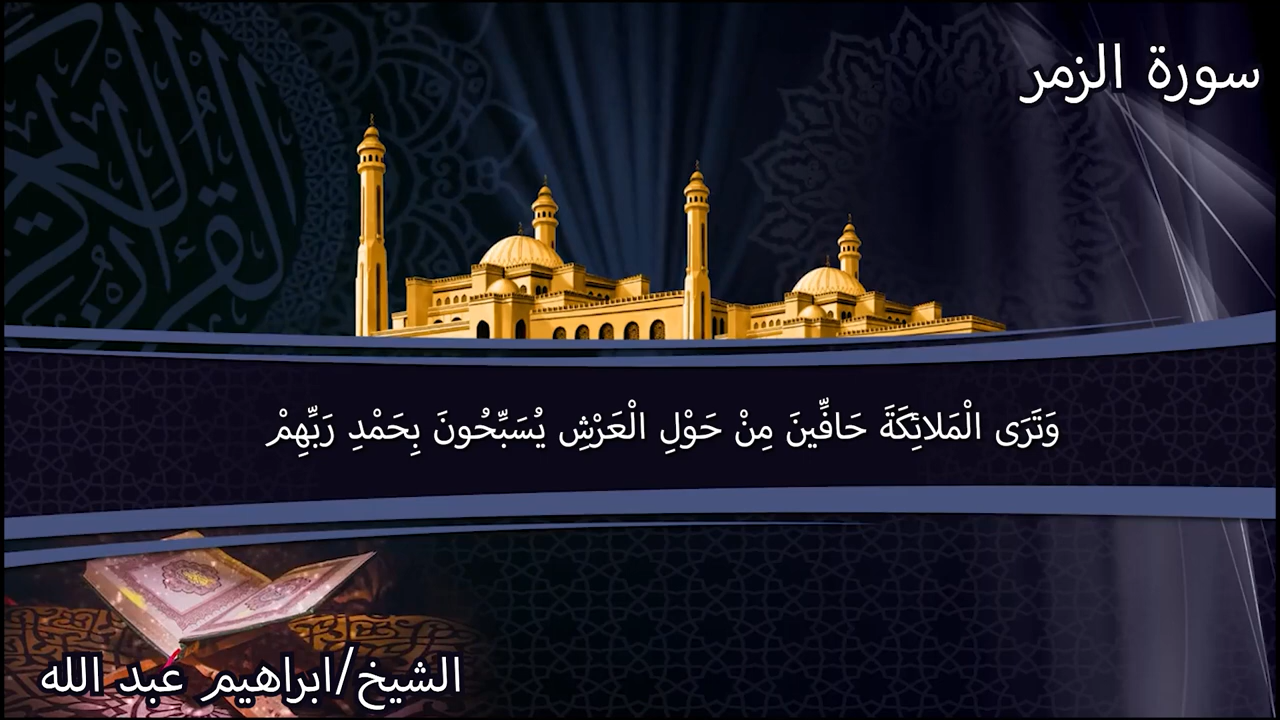 سورة الزمر
وَتَرَى الْمَلائِكَةَ حَافِّينَ مِنْ حَوْلِ الْعَرْشِ يُسَبِّحُونَ بِحَمْدِ رَبِّهِمْ
الشيخ/ابراهيم عبد الله